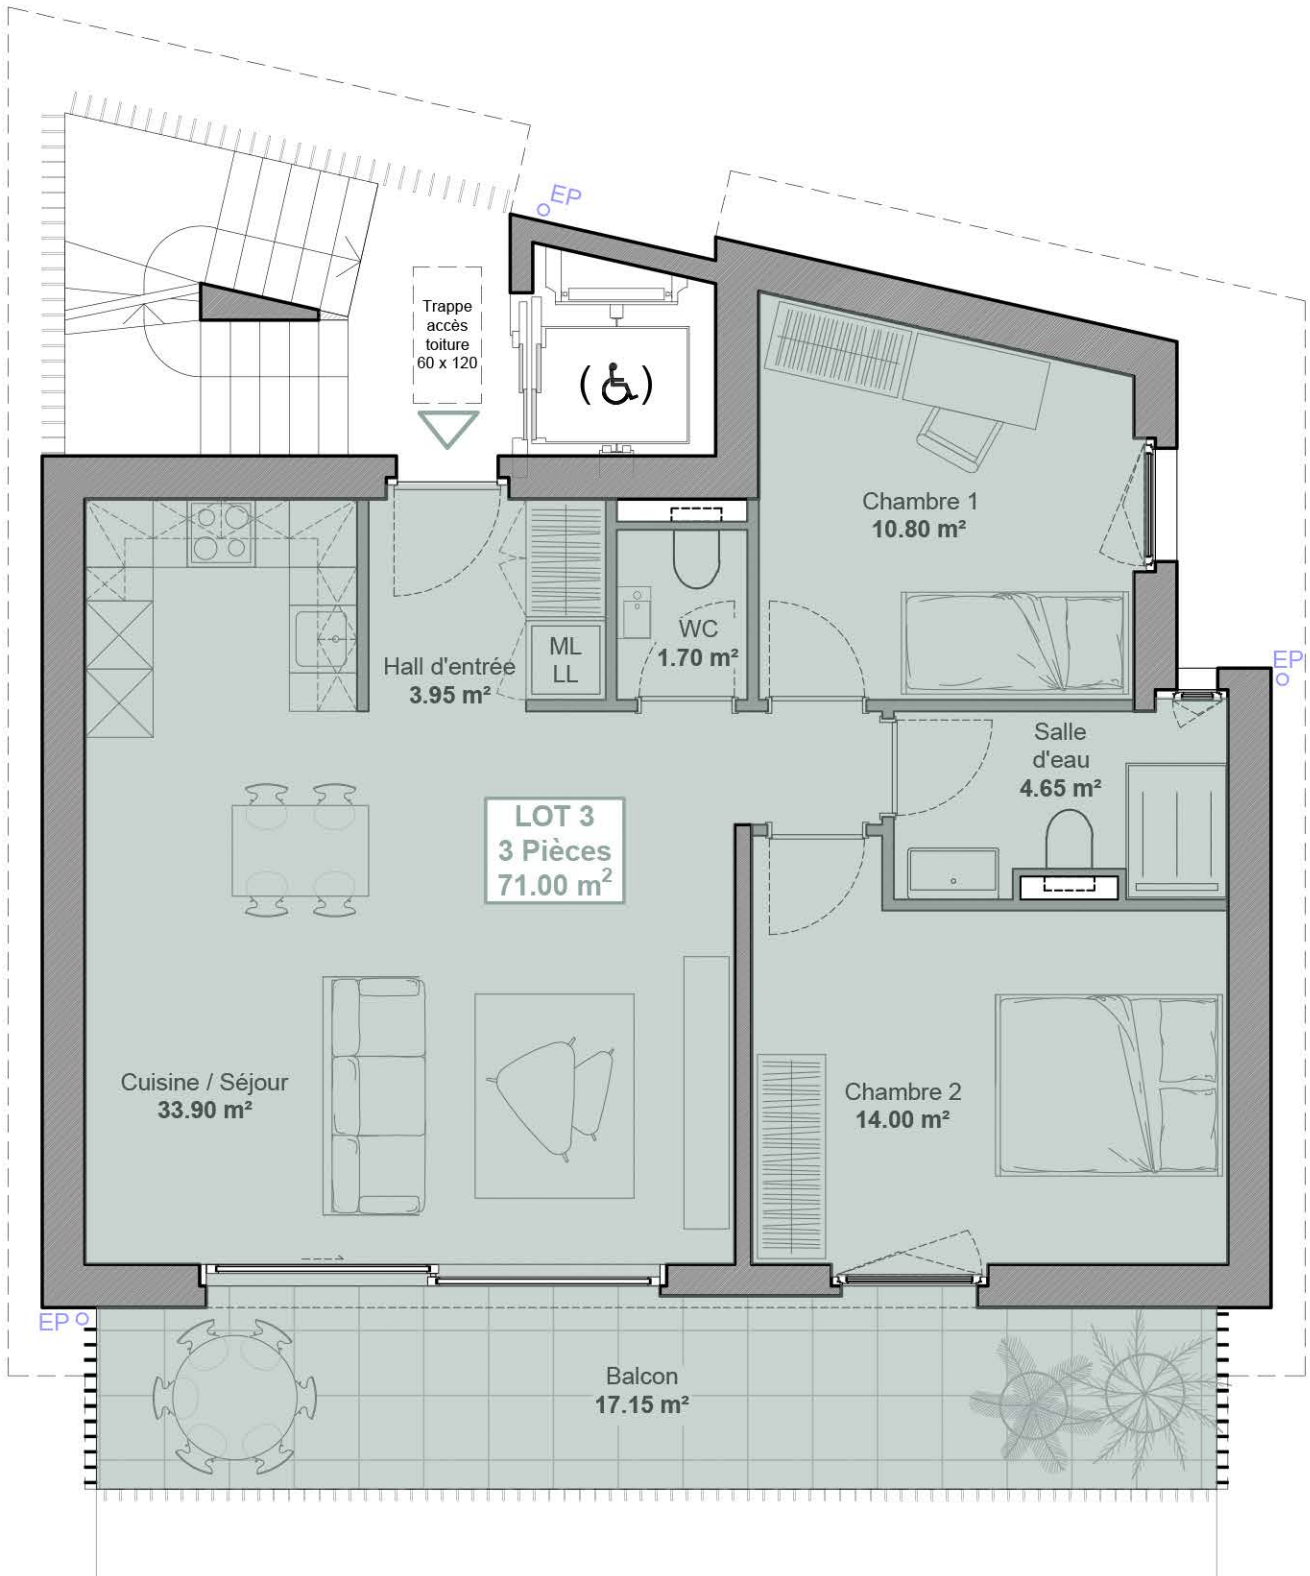 EP
Trappe
accès
toiture
60 x 120
(♿)
Chambre 1
10.80 m²
WC
1.70 m²
ML
LL
Hall d'entrée
3.95 m²
EP
Salle
d'eau
4.65 m²
LOT 3
3 Pièces
71.00 m²
Cuisine / Séjour
33.90 m²
Chambre 2
14.00 m²
EP
Balcon
17.15 m²